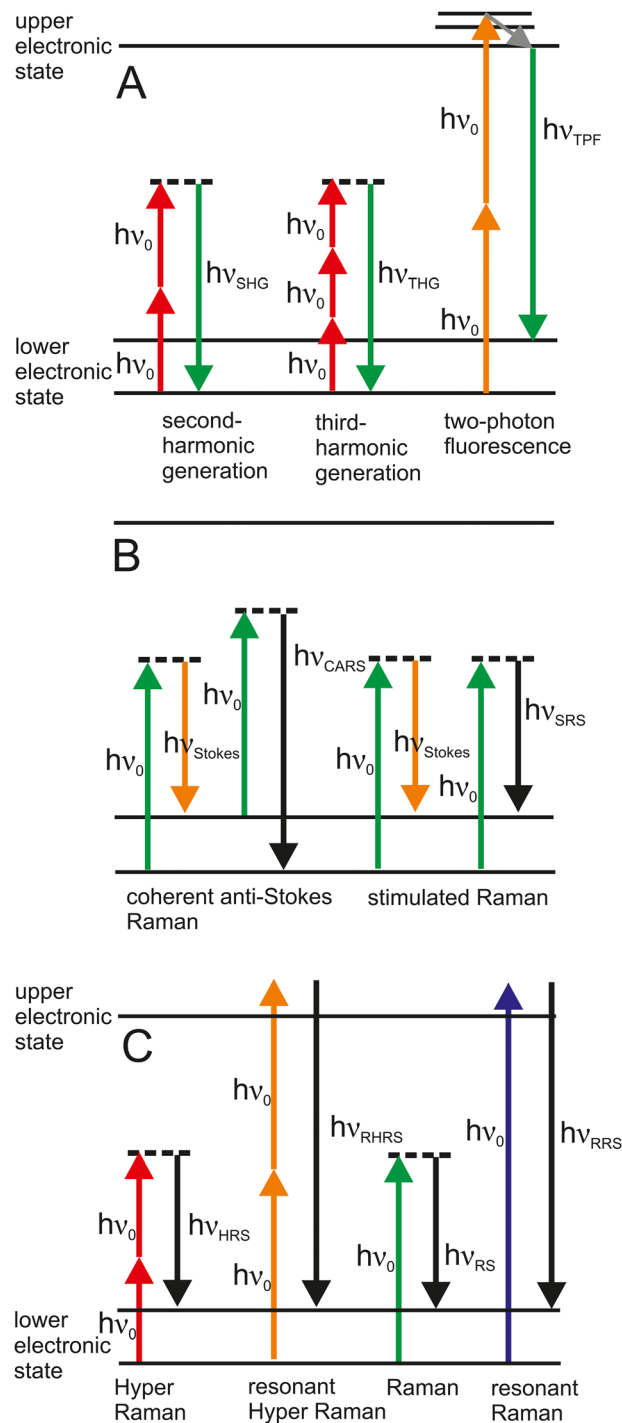 upper
electronic
state
A
hν0
hνTPF
hν0
hνSHG
hν0
hν0
hνTHG
hν0
lower
electronic
state
hν0
hν0
second-
harmonic
generation
third-
harmonic
generation
two-photon
fluorescence
B
hν0
hνStokes
hν0
hνCARS
hν0
hνStokes
hν0
hνSRS
coherent anti-Stokes
Raman
stimulated Raman
upper
electronic
state
C
hν0
hν0
hνHRS
hν0
hν0
hνRHRS
hν0
hνRS
hν0
hνRRS
lower
electronic
state
Hyper
Raman
resonant
Hyper Raman
Raman
resonant
Raman